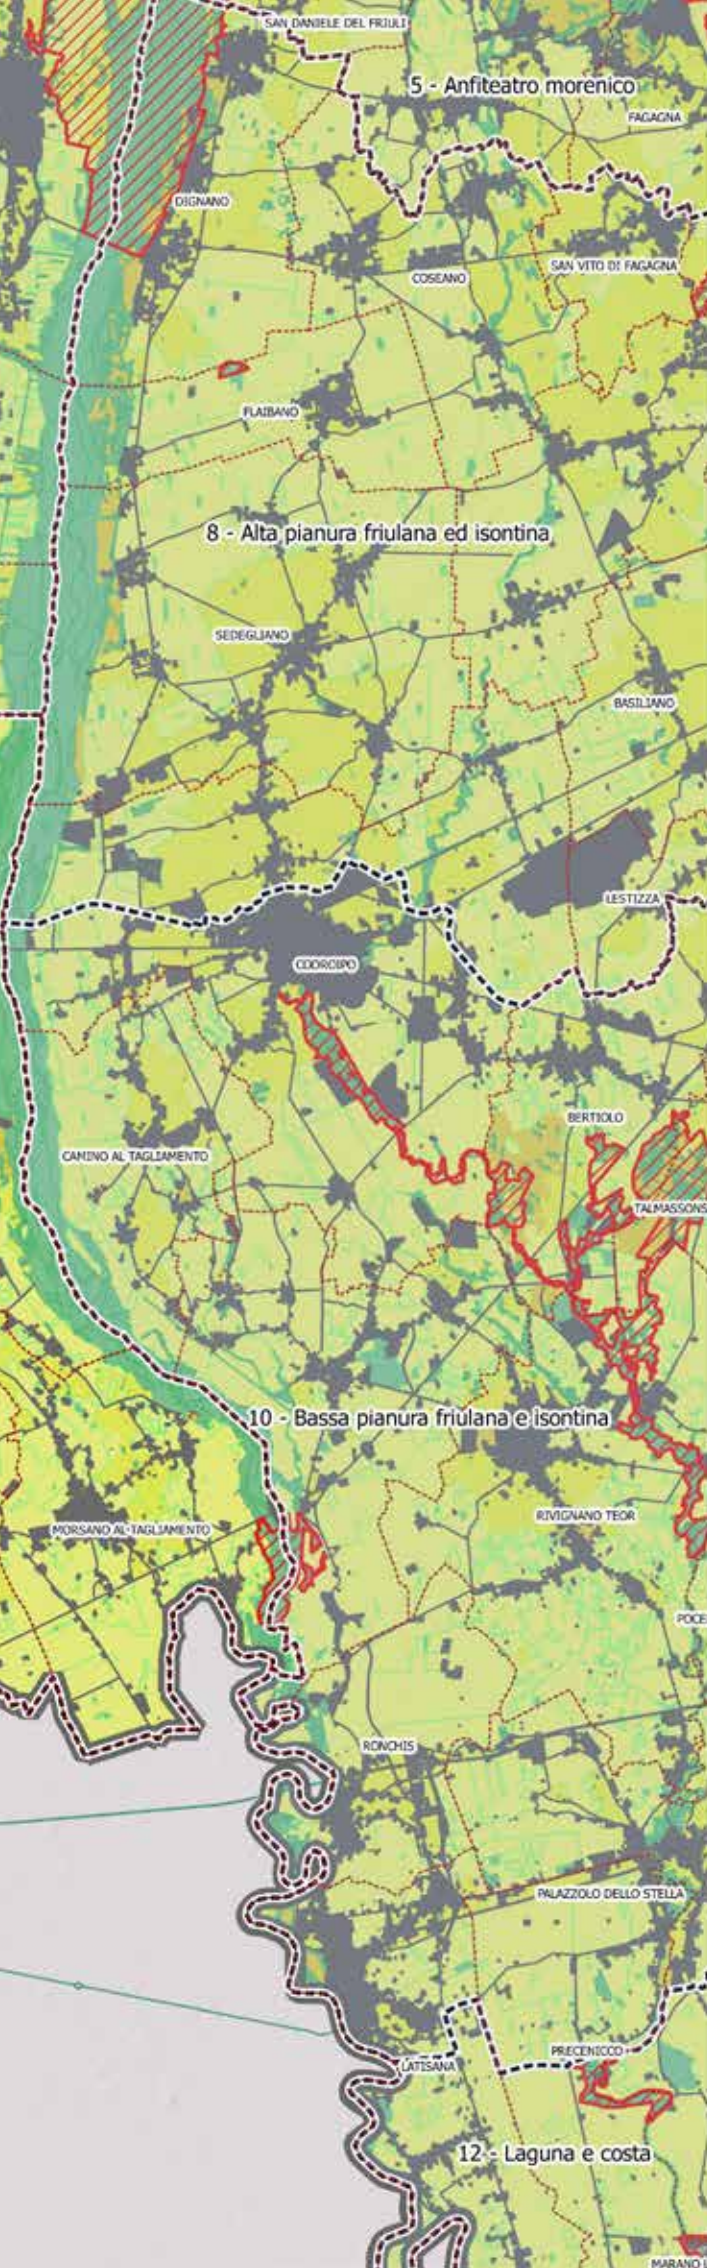 SAN DANIELE DEL FRIULI
5 - Anfiteatro morenico
FAGAGNA
DIGNANO
SAN VITO DI FAGAGNA
COSEANO
FLAIBANO
8 - Alta pianura friulana ed isontina
SEDEGLIANO
BASILIANO
LESTIZZA
CODROIPO
BERTIOLO
CAMINO AL TAGLIAMENTO
TALMASSONS
10 - Bassa pianura friulana e isontina
RIVIGNANO TEOR
MORSANO AL TAGLIAMENTO
POCE
RONCHIS
PALAZZOLO DELLO STELLA
PRECENICCO
LATISANA
12 - Laguna e costa
MARANO